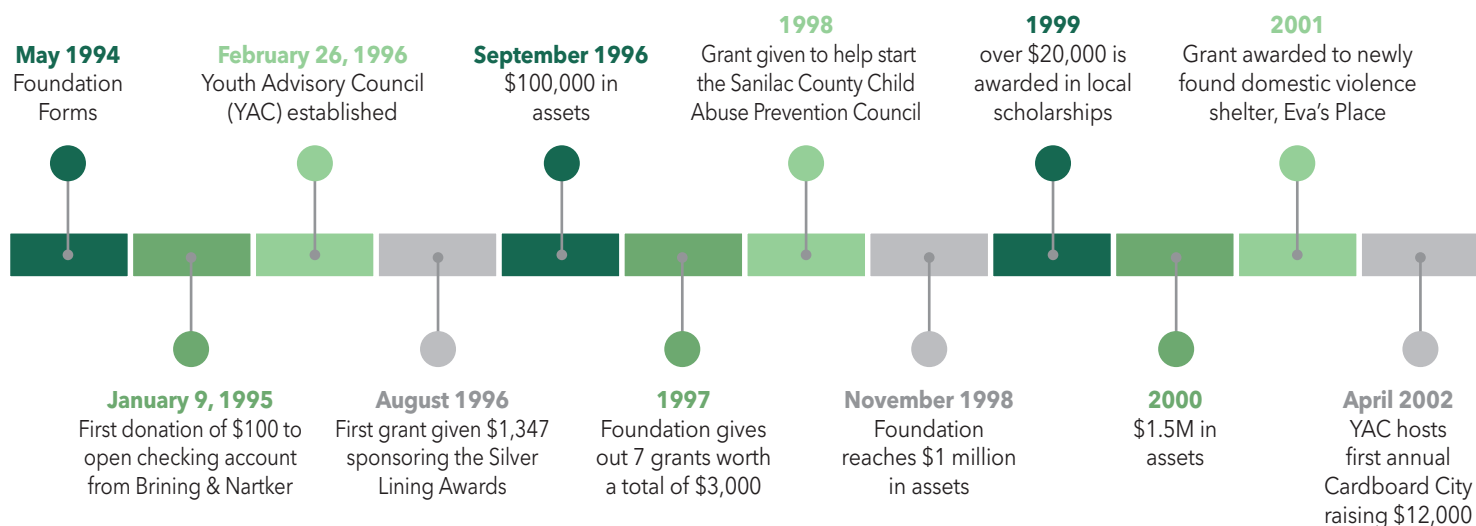 May 1994
Foundation
Forms
January 9, 1995
First donation of $100 to
open checking account
from Brining & Nartker
February 26, 1996
Youth Advisory Council
(YAC) established
August 1996
First grant given $1,347
sponsoring the Silver
Lining Awards
September 1996
$100,000 in
assets
1997
Foundation gives
out 7 grants worth
a total of $3,000
1998
Grant given to help start
the Sanilac County Child
Abuse Prevention Council
November 1998
Foundation
reaches $1 million
in assets
1999
over $20,000 is
awarded in local
scholarships
2000
$1.5M in
assets
2001
Grant awarded to newly
found domestic violence
shelter, Eva’s Place
April 2002
YAC hosts
first annual
Cardboard City
raising $12,000